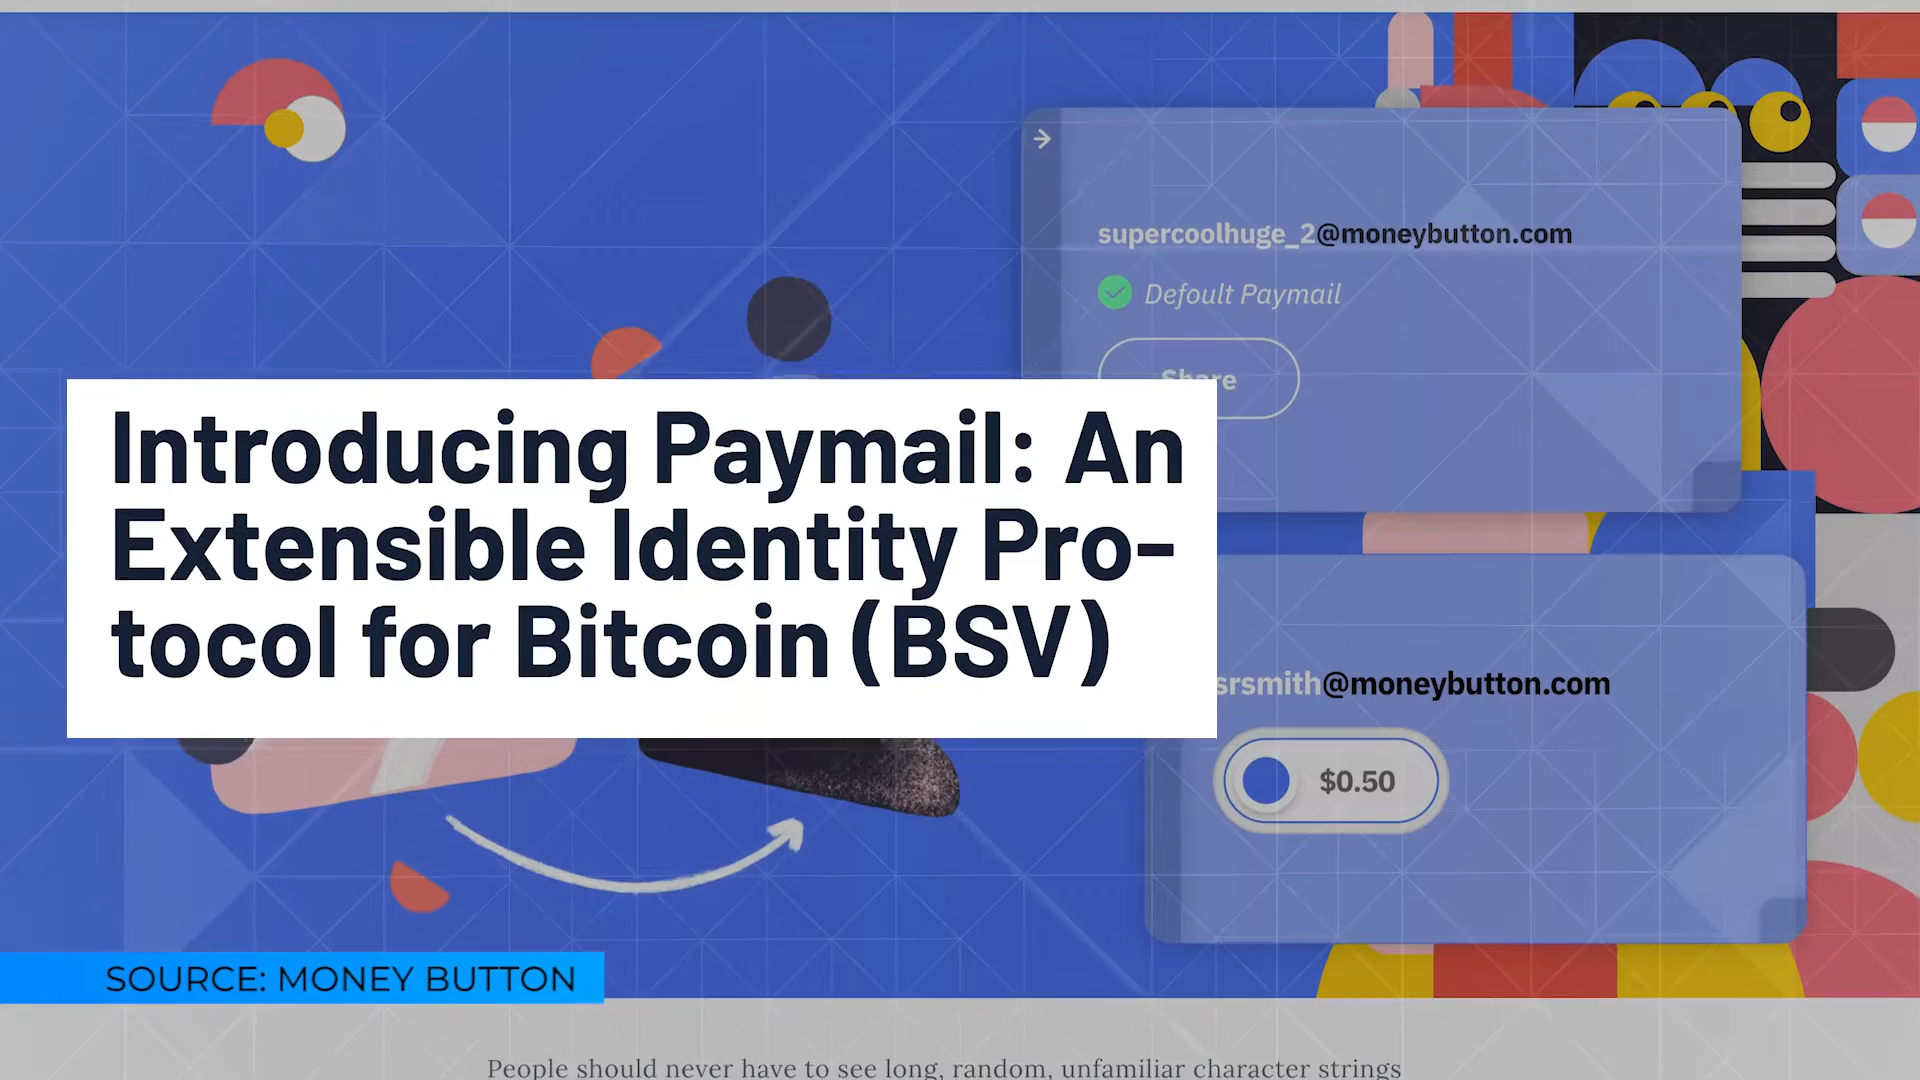 supercoolhuge_2@moneybutton.com
Defoult Paymail
Share
Introducing Paymail: An
Extensible Identity Pro-
tocol for Bitcoin (BSV)
srsmith@moneybutton.com
$0.50
SOURCE: MONEY BUTTON
People should never have to see long, random, unfamiliar character strings